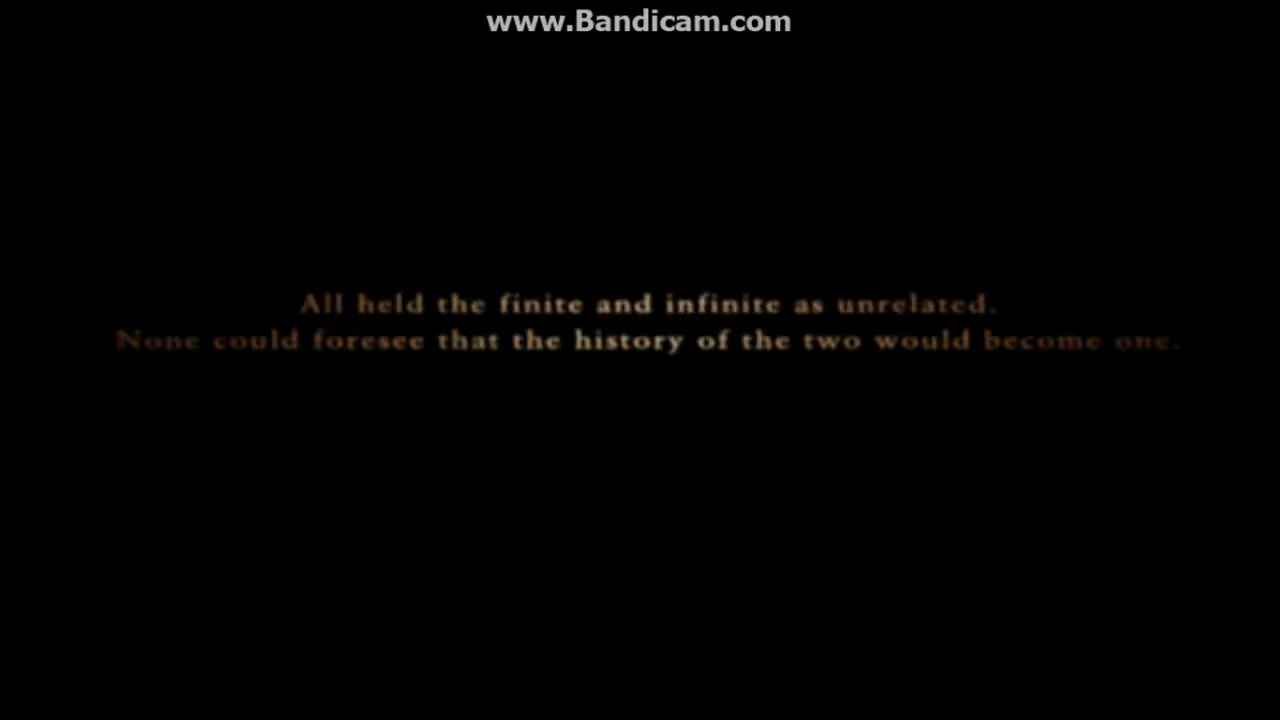 www.Bandicam.com
All held the finite and infinite as unrelated.
None could foresee that the history of the two would become one.